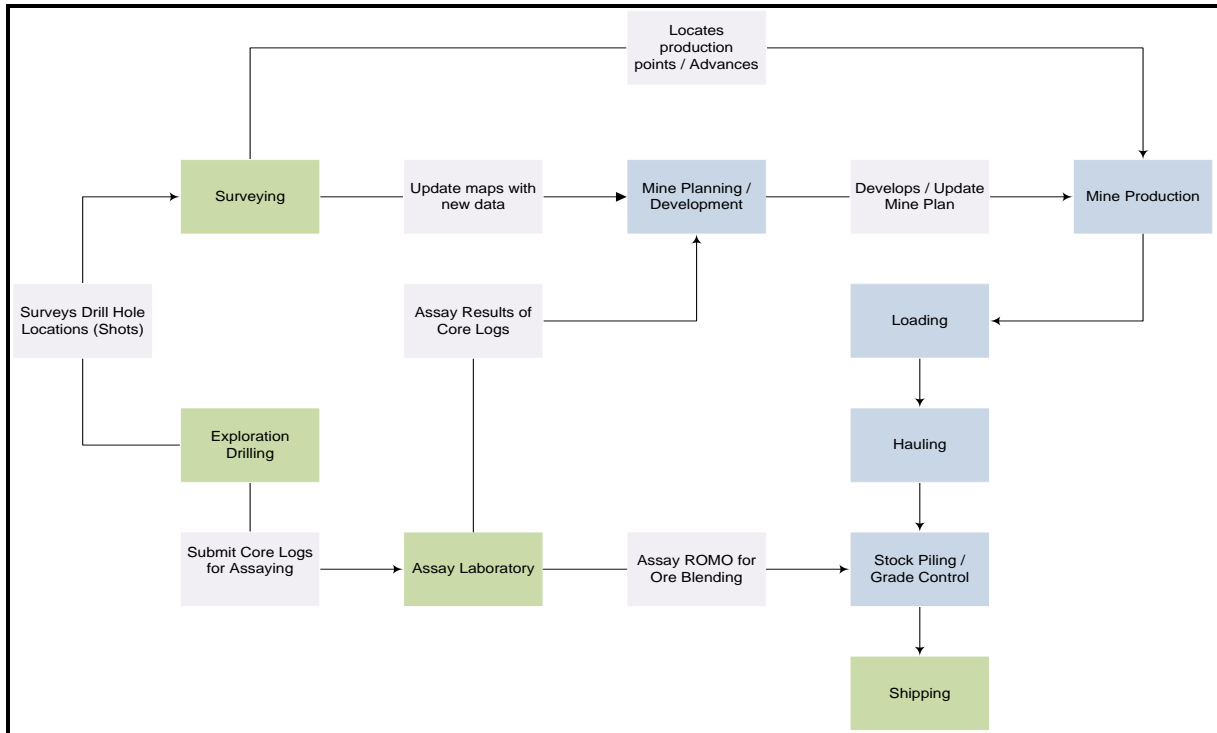 Locates
production
points / Advances
Surveying
Update maps with
new data
Mine Planning /
Development
Develops / Update
Mine Plan
Mine Production
Surveys Drill Hole
Locations (Shots)
Assay Results of
Core Logs
Loading
Exploration
Drilling
Hauling
Submit Core Logs
for Assaying
Assay Laboratory
Assay ROMO for
Ore Blending
Stock Piling /
Grade Control
Shipping